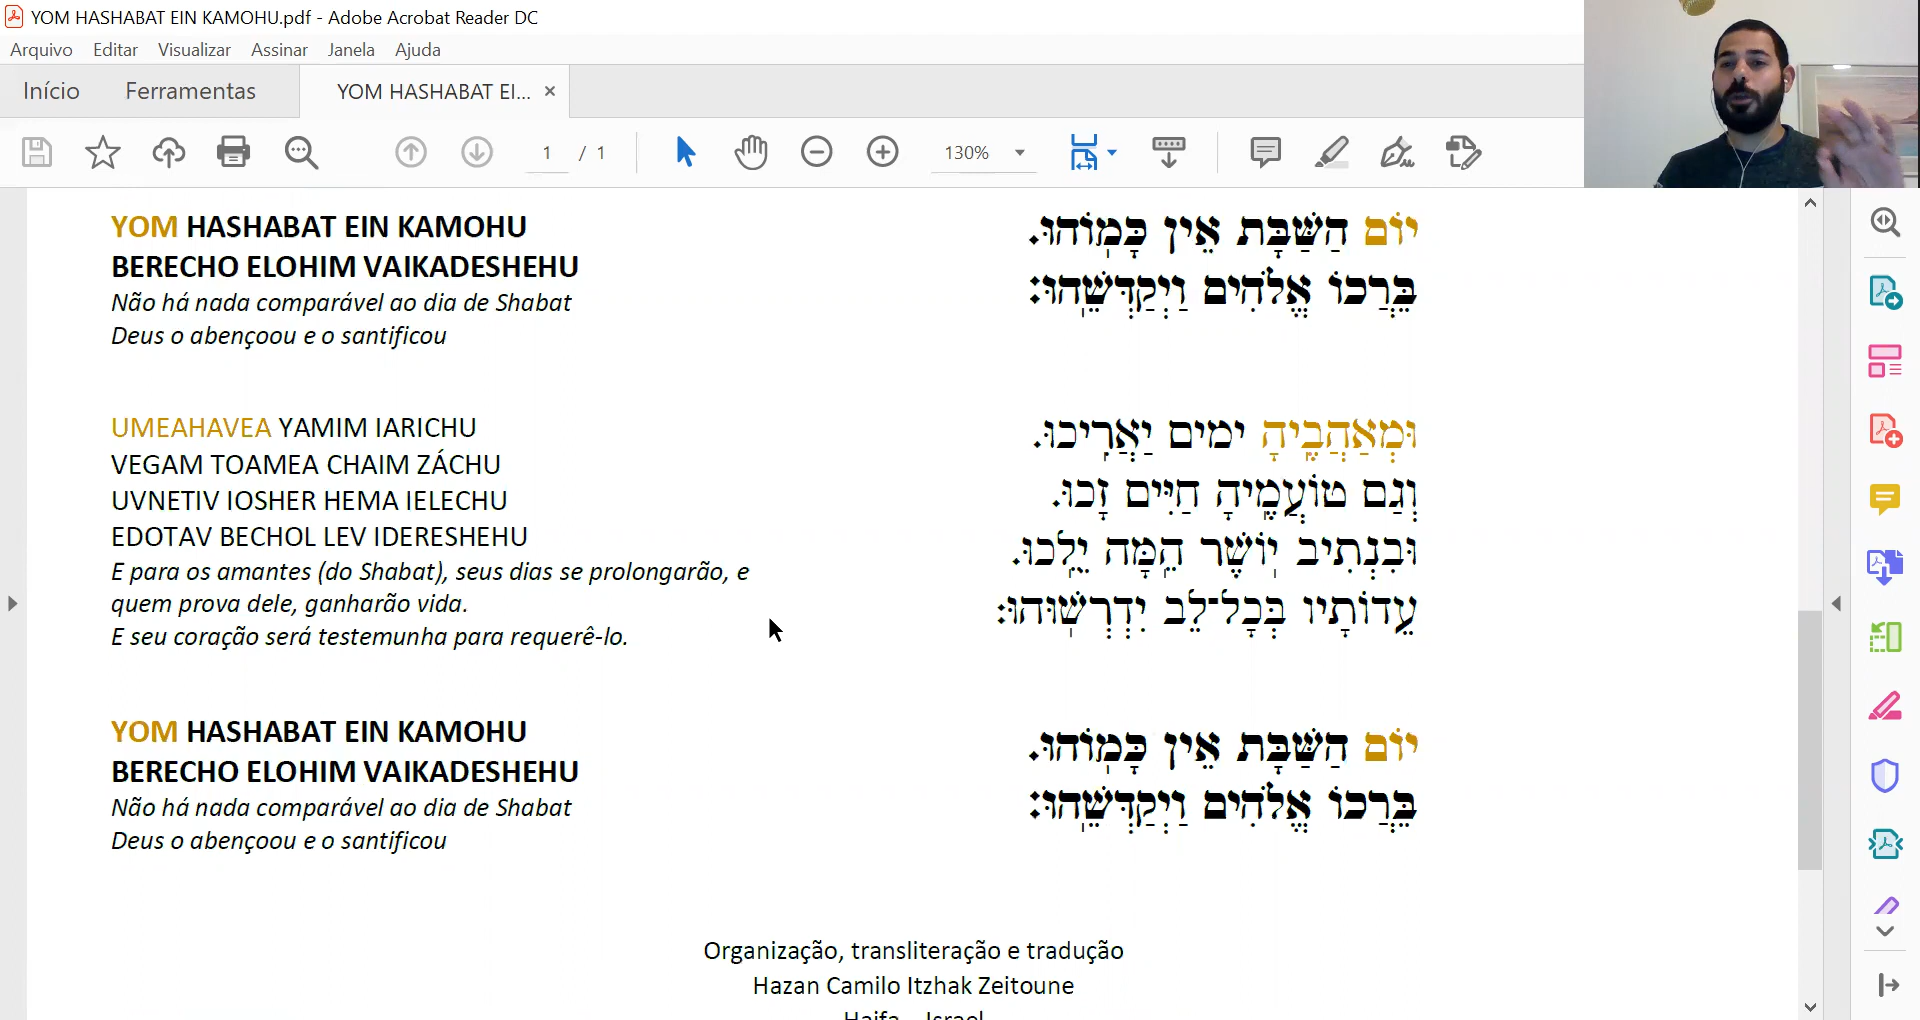 YOM HASHABAT EIN KAMOHU.pdf - Adobe Acrobat Reader DC
Arquivo Editar Visualizar Assinar Janela Ajuda
Início Ferramentas YOM HASHABAT EI... ×
1 / 1 130%
YOM HASHABAT EIN KAMOHU
BERECHO ELOHIM VAIKADESHEHU
Não há nada comparável ao dia de Shabat
Deus o abençoou e o santificou
יוֹם הַשַּׁבָּת אֵין כָּמֽוֹהוּ.
בֵּרְכוֹ אֱלֹהִים וַיְקַדְּשֵֽׁהוּ:
UMEAHAVEA YAMIM IARICHU
VEGAM TOAMEA CHAIM ZÁCHU
UVNETIV IOSHER HEMA IELECHU
EDOTAV BECHOL LEV IDERESHEHU
E para os amantes (do Shabat), seus dias se prolongarão, e
quem prova dele, ganharão vida.
E seu coração será testemunha para requerê-lo.
וּמְאַהֲבֶֽיהָ ימים יַאֲרִֽיכוּ.
וְגַם טוֹעֲמֶֽיהָ חַיִּים זָכוּ.
וּבִנְתִיב יֽוֹשֶׁר הֵֽמָּה יֵֽלְכוּ.
עֵדוֹתָיו בְּכָל־לֵב יִדְרְשֽׁוּהוּ:
YOM HASHABAT EIN KAMOHU
BERECHO ELOHIM VAIKADESHEHU
Não há nada comparável ao dia de Shabat
Deus o abençoou e o santificou
יוֹם הַשַּׁבָּת אֵין כָּמֽוֹהוּ.
בֵּרְכוֹ אֱלֹהִים וַיְקַדְּשֵֽׁהוּ:
Organização, transliteração e tradução
Hazan Camilo Itzhak Zeitoune
Haifa – Israel